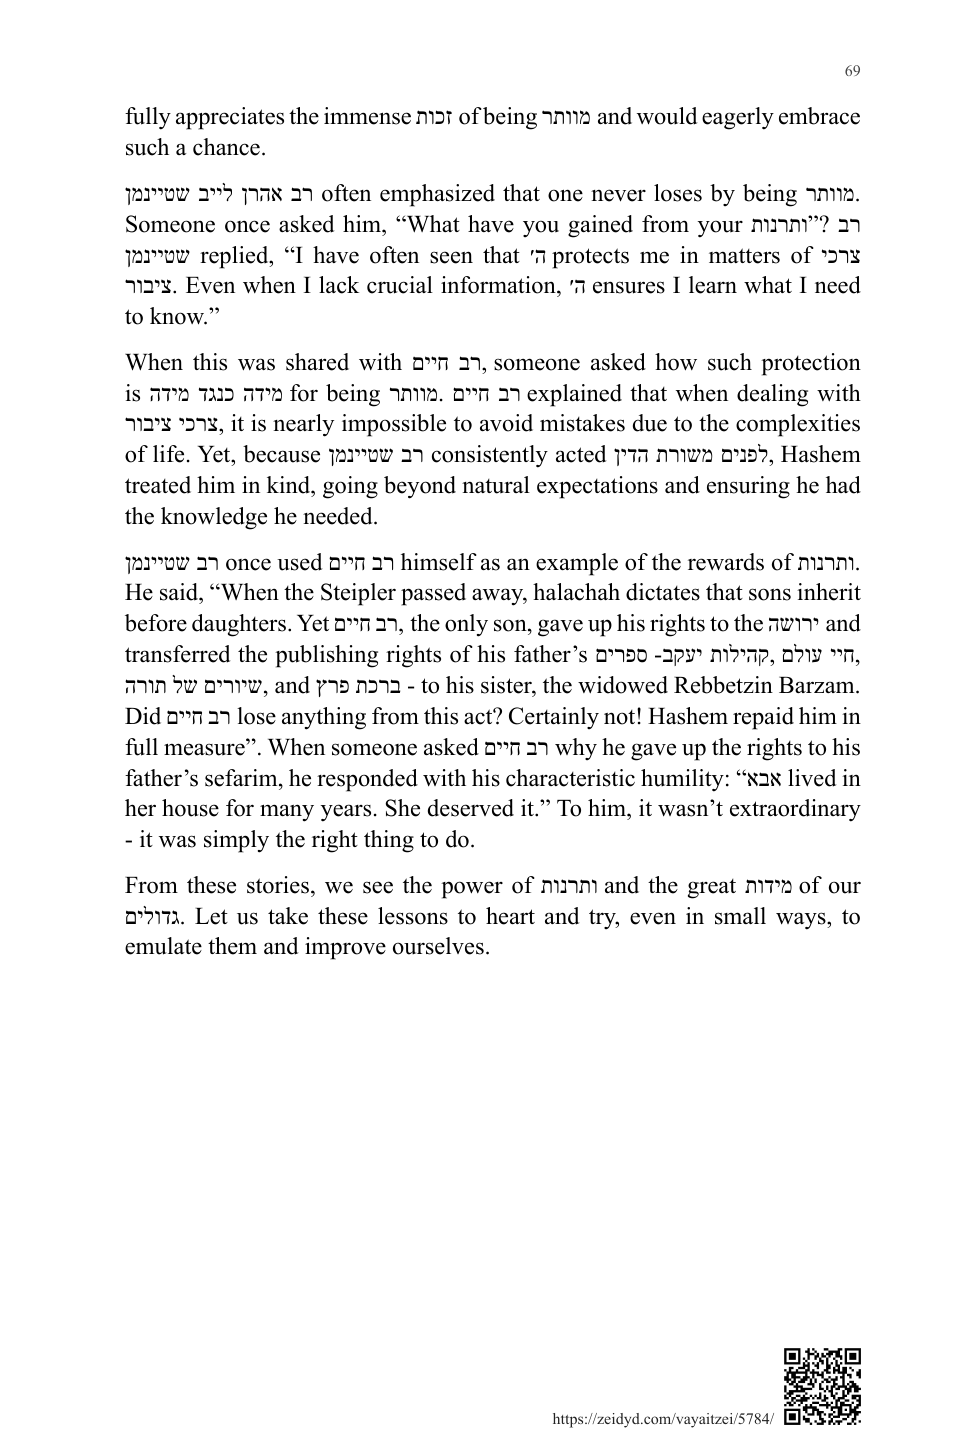 69
fully appreciates the immense זכות of being מוותר and would eagerly embrace
such a chance.
רב אהרן לייב שטיינמן often emphasized that one never loses by being מוותר.
Someone once asked him, “What have you gained from your ותרנות”? רב
שטיינמן replied, “I have often seen that ה׳ protects me in matters of צרכי
ציבור. Even when I lack crucial information, ה׳ ensures I learn what I need
to know.”
When this was shared with רב חיים, someone asked how such protection
is מידה כנגד מידה for being מוותר. רב חיים explained that when dealing with
צרכי ציבור, it is nearly impossible to avoid mistakes due to the complexities
of life. Yet, because רב שטיינמן consistently acted לפנים משורת הדין, Hashem
treated him in kind, going beyond natural expectations and ensuring he had
the knowledge he needed.
רב שטיינמן once used רב חיים himself as an example of the rewards of ותרנות.
He said, “When the Steipler passed away, halachah dictates that sons inherit
before daughters. Yet רב חיים, the only son, gave up his rights to the ירושה and
transferred the publishing rights of his father’s ספרים -קהילות יעקב, חיי עולם,
שיורים של תורה, and ברכת פרץ - to his sister, the widowed Rebbetzin Barzam.
Did רב חיים lose anything from this act? Certainly not! Hashem repaid him in
full measure”. When someone asked רב חיים why he gave up the rights to his
father’s sefarim, he responded with his characteristic humility: “אבא lived in
her house for many years. She deserved it.” To him, it wasn’t extraordinary
- it was simply the right thing to do.
From these stories, we see the power of ותרנות and the great מידות of our
גדולים. Let us take these lessons to heart and try, even in small ways, to
emulate them and improve ourselves.
https://zeidyd.com/vayaitzei/5784/